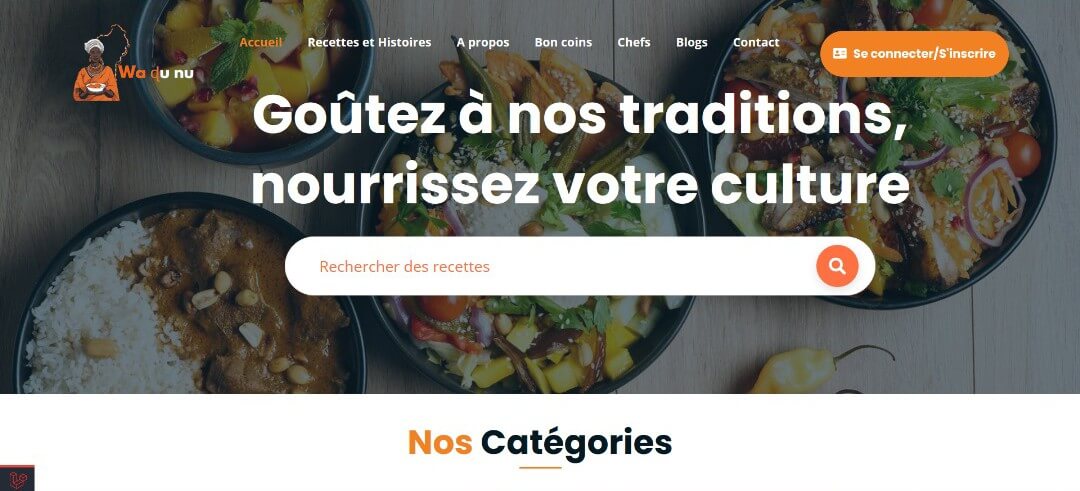 Accueil
Recettes et Histoires
A propos
Bon coins
Chefs
Blogs
Contact
Se connecter/S'inscrire
Wa du nu
Goûtez à nos traditions,
nourrissez votre culture
Rechercher des recettes
Nos Catégories